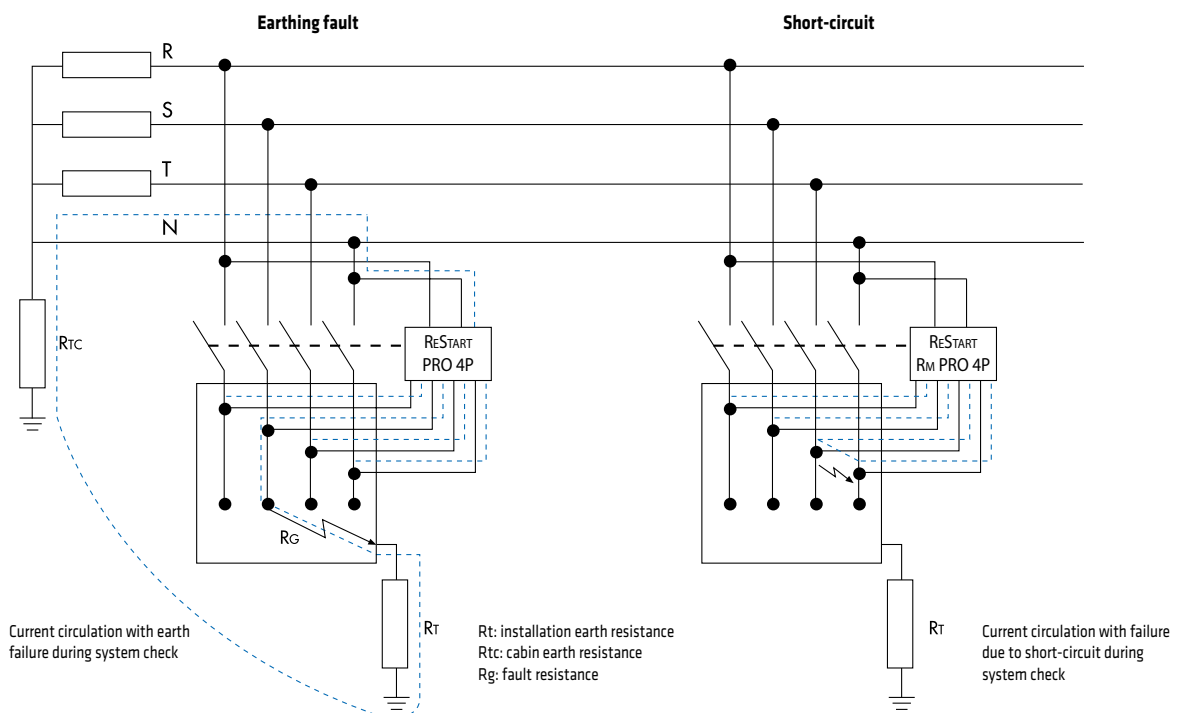 Earthing fault
Short-circuit
R
S
T
N
RTC
RESTART
PRO 4P
RESTART
RM PRO 4P
RG
RT
RT
Current circulation with earth
failure during system check
Rt: installation earth resistance
Rtc: cabin earth resistance
Rg: fault resistance
Current circulation with failure
due to short-circuit during
system check